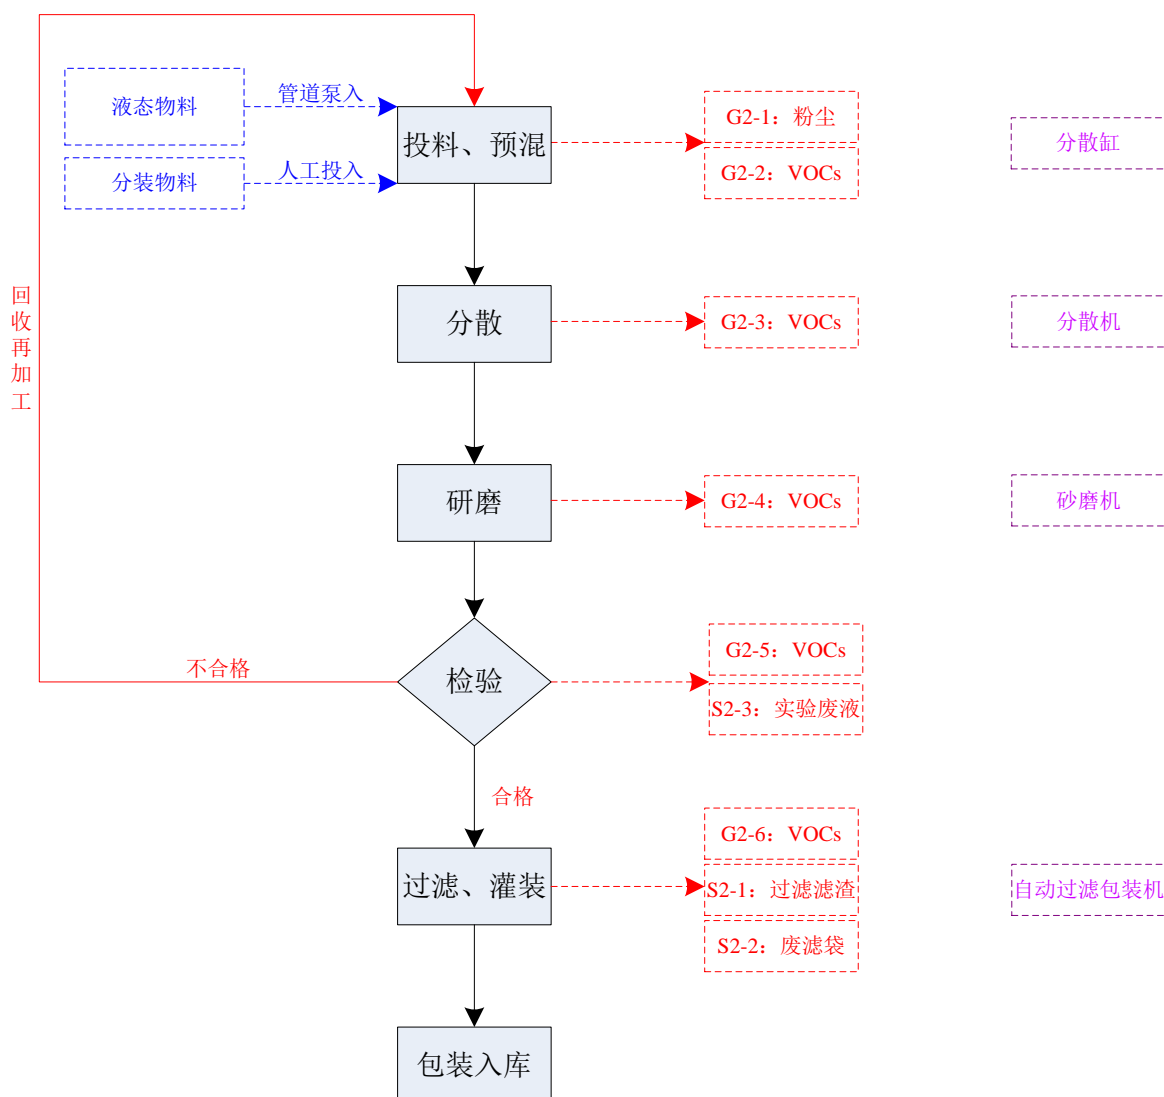 液态物料
管道泵入
投料、预混
G2-1：粉尘
分散缸
分装物料
人工投入
G2-2：VOCs
回收再加工
分散
G2-3：VOCs
分散机
研磨
G2-4：VOCs
砂磨机
不合格
检验
G2-5：VOCs
S2-3：实验废液
合格
G2-6：VOCs
过滤、灌装
S2-1：过滤滤渣
自动过滤包装机
S2-2：废滤袋
包装入库